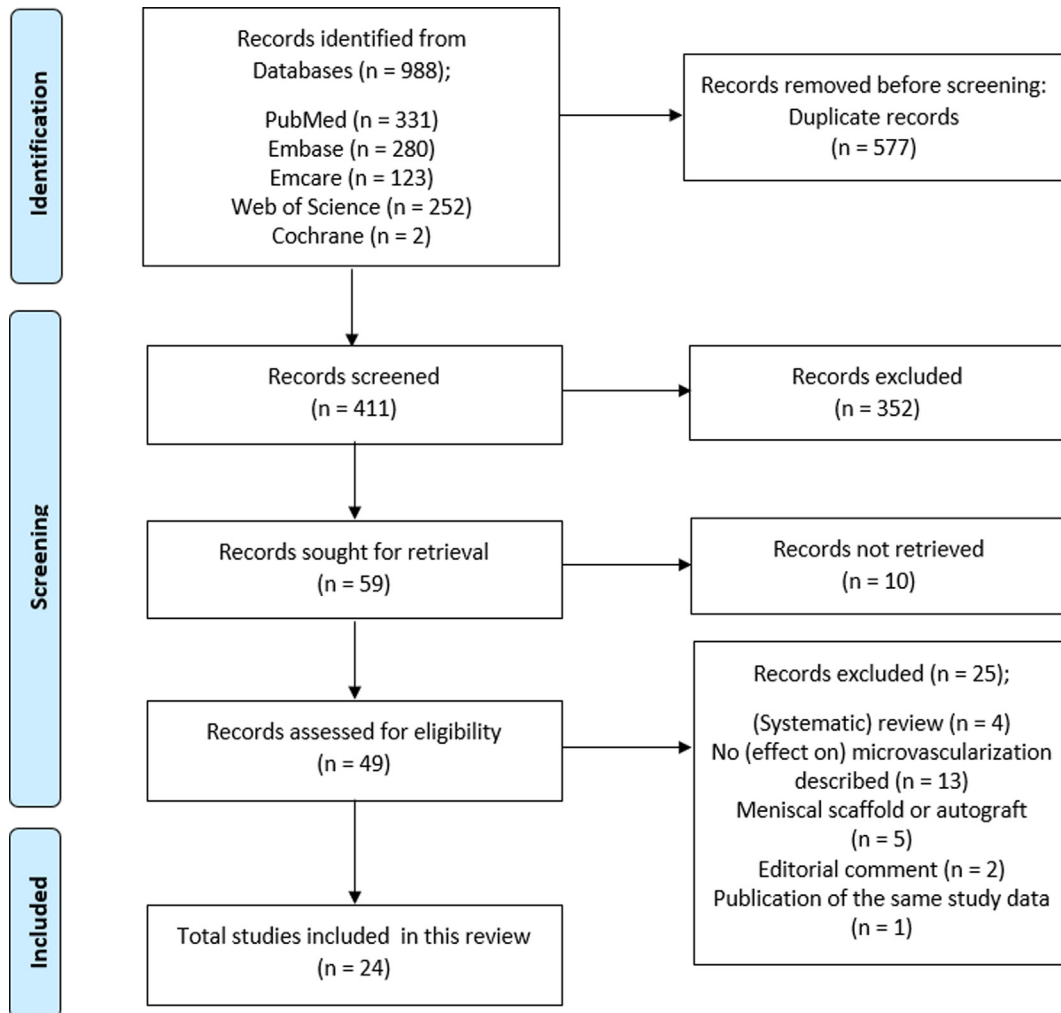 Identification
Records identified from
Databases (n = 988);
PubMed (n = 331)
Embase (n = 280)
Emcare (n = 123)
Web of Science (n = 252)
Cochrane (n = 2)
Records removed before screening:
Duplicate records
(n = 577)
Screening
Records screened
(n = 411)
Records excluded
(n = 352)
Records sought for retrieval
(n = 59)
Records not retrieved
(n = 10)
Records assessed for eligibility
(n = 49)
Records excluded (n = 25);
(Systematic) review (n = 4)
No (effect on) microvascularization
described (n = 13)
Meniscal scaffold or autograft
(n = 5)
Editorial comment (n = 2)
Publication of the same study data
(n = 1)
Included
Total studies included in this review
(n = 24)